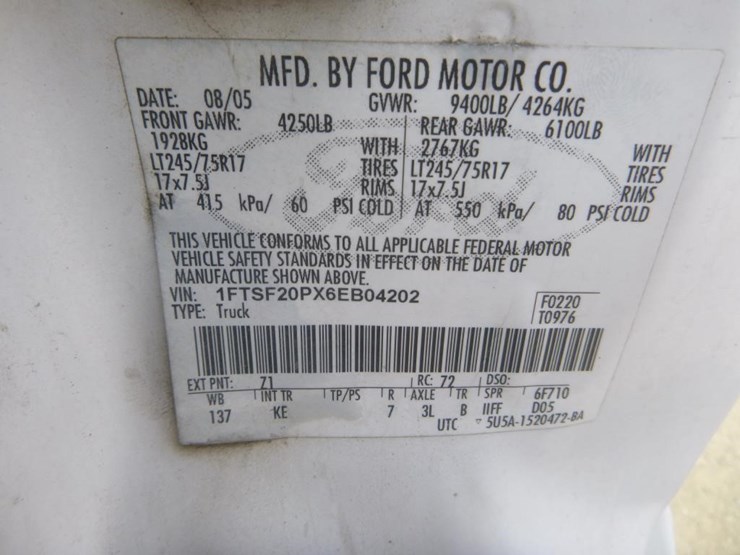 MFD. BY FORD MOTOR CO.
DATE: 08/05 GVWR: 9400LB/ 4264KG
FRONT GAWR: 4250LB REAR GAWR: 6100LB
1928KG WITH 2767KG WITH
LT245/75R17 TIRES LT245/75R17 TIRES
17x7.5J RIMS 17x7.5J RIMS
AT 415 kPa/ 60 PSI COLD AT 550 kPa/ 80 PSI COLD
Ford
THIS VEHICLE CONFORMS TO ALL APPLICABLE FEDERAL MOTOR
VEHICLE SAFETY STANDARDS IN EFFECT ON THE DATE OF
MANUFACTURE SHOWN ABOVE.
VIN: 1FTSF20PX6EB04202
TYPE: Truck
F0220
T0976
EXT PNT: 71 RC: 72 DSO:
WB INT TR TP/PS R AXLE TR SPR 6F710
137 KE 7 3L B IIFF D05
UTC 5U5A-1520472-BA